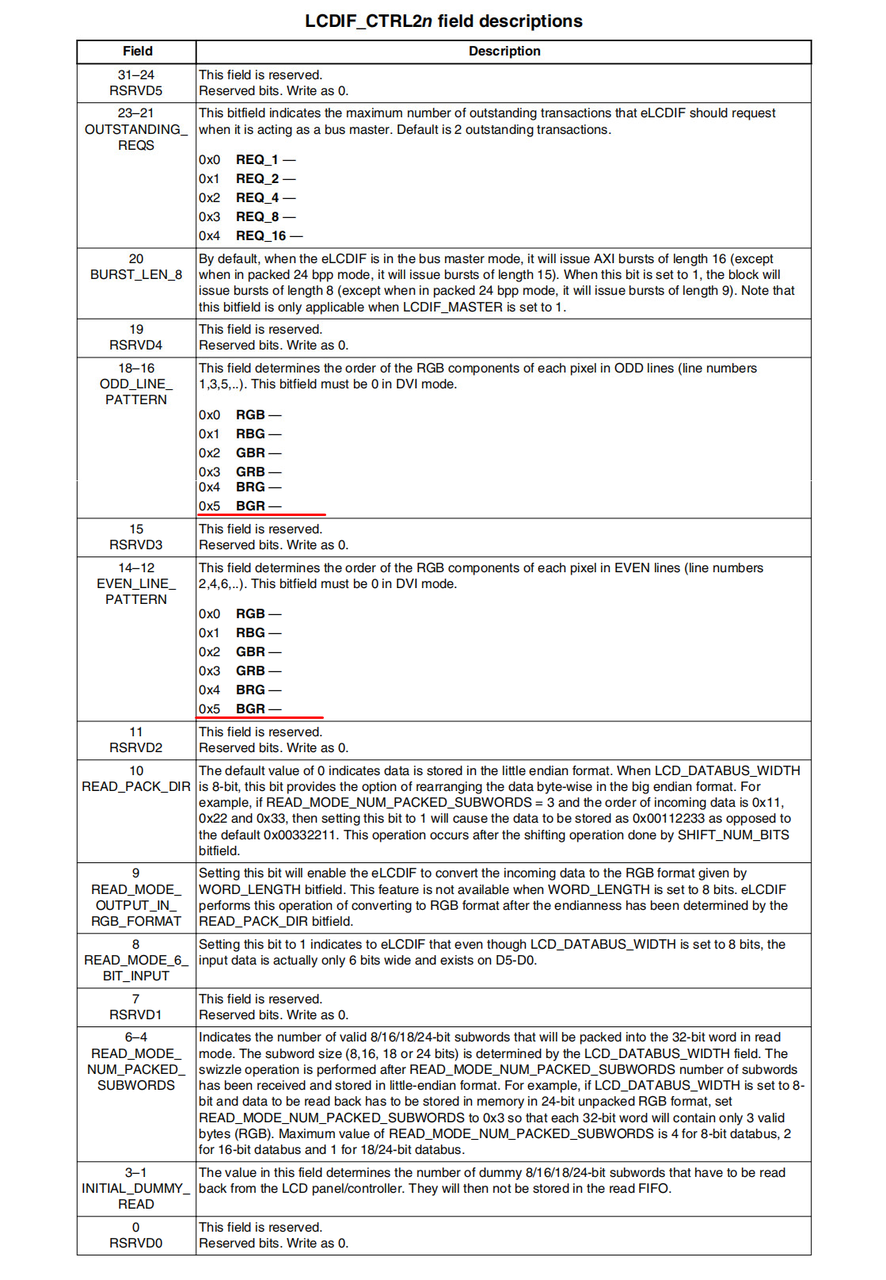 LCDIF_CTRL2n field descriptions
Field Description
31–24 This field is reserved.
RSRVD5 Reserved bits. Write as 0.
23–21 This bitfield indicates the maximum number of outstanding transactions that eLCDIF should request
OUTSTANDING_ when it is acting as a bus master. Default is 2 outstanding transactions.
REQS
0x0 REQ_1 —
0x1 REQ_2 —
0x2 REQ_4 —
0x3 REQ_8 —
0x4 REQ_16 —
20 By default, when the eLCDIF is in the bus master mode, it will issue AXI bursts of length 16 (except
BURST_LEN_8 when in packed 24 bpp mode, it will issue bursts of length 15). When this bit is set to 1, the block will
issue bursts of length 8 (except when in packed 24 bpp mode, it will issue bursts of length 9). Note that
this bitfield is only applicable when LCDIF_MASTER is set to 1.
19 This field is reserved.
RSRVD4 Reserved bits. Write as 0.
18–16 This field determines the order of the RGB components of each pixel in ODD lines (line numbers
ODD_LINE_ 1,3,5,..). This bitfield must be 0 in DVI mode.
PATTERN
0x0 RGB —
0x1 RBG —
0x2 GBR —
0x3 GRB —
0x4 BRG —
0x5 BGR —
15 This field is reserved.
RSRVD3 Reserved bits. Write as 0.
14–12 This field determines the order of the RGB components of each pixel in EVEN lines (line numbers
EVEN_LINE_ 2,4,6,..). This bitfield must be 0 in DVI mode.
PATTERN
0x0 RGB —
0x1 RBG —
0x2 GBR —
0x3 GRB —
0x4 BRG —
0x5 BGR —
11 This field is reserved.
RSRVD2 Reserved bits. Write as 0.
10 The default value of 0 indicates data is stored in the little endian format. When LCD_DATABUS_WIDTH
READ_PACK_DIR is 8-bit, this bit provides the option of rearranging the data byte-wise in the big endian format. For
example, if READ_MODE_NUM_PACKED_SUBWORDS = 3 and the order of incoming data is 0x11,
0x22 and 0x33, then setting this bit to 1 will cause the data to be stored as 0x00112233 as opposed to
the default 0x00332211. This operation occurs after the shifting operation done by SHIFT_NUM_BITS
bitfield.
9 Setting this bit will enable the eLCDIF to convert the incoming data to the RGB format given by
READ_MODE_ WORD_LENGTH bitfield. This feature is not available when WORD_LENGTH is set to 8 bits. eLCDIF
OUTPUT_IN_ performs this operation of converting to RGB format after the endianness has been determined by the
RGB_FORMAT READ_PACK_DIR bitfield.
8 Setting this bit to 1 indicates to eLCDIF that even though LCD_DATABUS_WIDTH is set to 8 bits, the
READ_MODE_6_ input data is actually only 6 bits wide and exists on D5-D0.
BIT_INPUT
7 This field is reserved.
RSRVD1 Reserved bits. Write as 0.
6–4 Indicates the number of valid 8/16/18/24-bit subwords that will be packed into the 32-bit word in read
READ_MODE_ mode. The subword size (8,16, 18 or 24 bits) is determined by the LCD_DATABUS_WIDTH field. The
NUM_PACKED_ swizzle operation is performed after READ_MODE_NUM_PACKED_SUBWORDS number of subwords
SUBWORDS has been received and stored in little-endian format. For example, if LCD_DATABUS_WIDTH is set to 8-
bit and data to be read back has to be stored in memory in 24-bit unpacked RGB format, set
READ_MODE_NUM_PACKED_SUBWORDS to 0x3 so that each 32-bit word will contain only 3 valid
bytes (RGB). Maximum value of READ_MODE_NUM_PACKED_SUBWORDS is 4 for 8-bit databus, 2
for 16-bit databus and 1 for 18/24-bit databus.
3–1 The value in this field determines the number of dummy 8/16/18/24-bit subwords that have to be read
INITIAL_DUMMY_ back from the LCD panel/controller. They will then not be stored in the read FIFO.
READ
0 This field is reserved.
RSRVD0 Reserved bits. Write as 0.